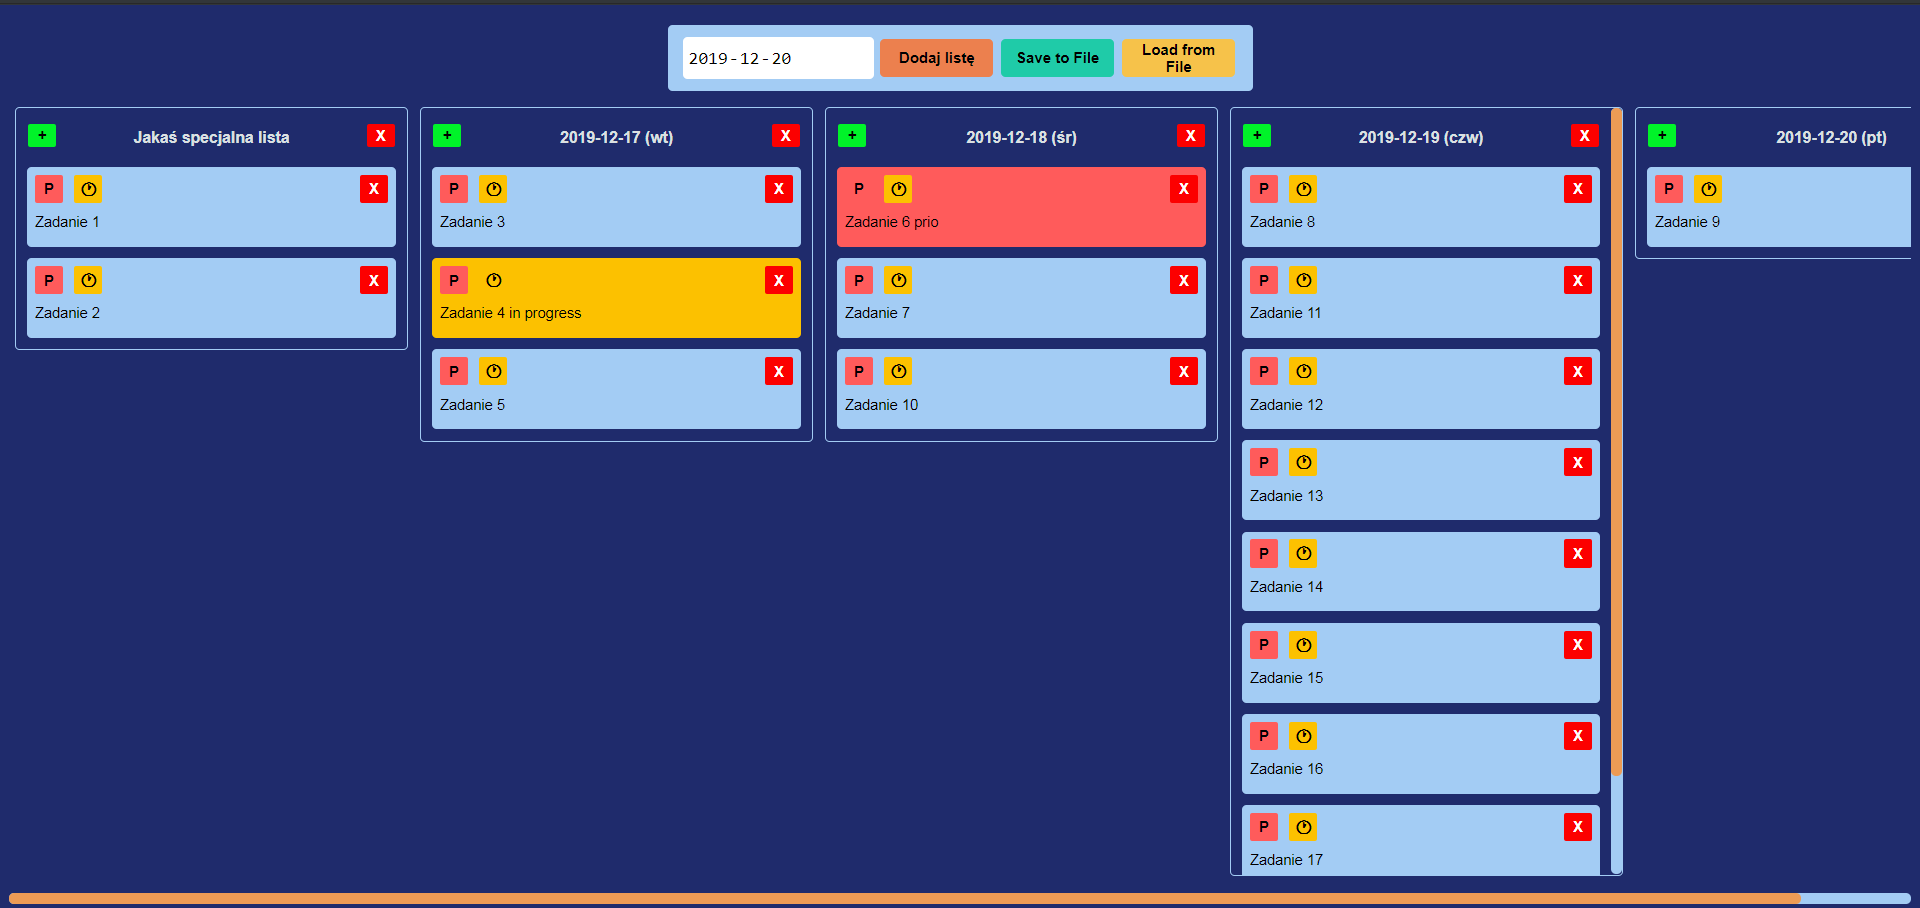 2019-12-20
Dodaj listę
Save to File
Load from
File
+ Jakaś specjalna lista X
P X
Zadanie 1
P X
Zadanie 2
+ 2019-12-17 (wt) X
P X
Zadanie 3
P X
Zadanie 4 in progress
P X
Zadanie 5
+ 2019-12-18 (śr) X
P X
Zadanie 6 prio
P X
Zadanie 7
P X
Zadanie 10
+ 2019-12-19 (czw) X
P X
Zadanie 8
P X
Zadanie 11
P X
Zadanie 12
P X
Zadanie 13
P X
Zadanie 14
P X
Zadanie 15
P X
Zadanie 16
P X
Zadanie 17
+ 2019-12-20 (pt)
P
Zadanie 9